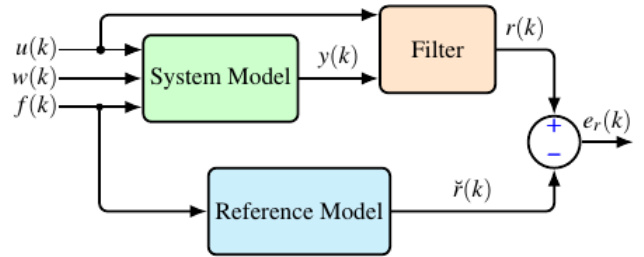 u(k)
w(k)
f(k)
System Model
y(k)
Filter
r(k)
+
−
e_r(k)
Reference Model
r̆(k)